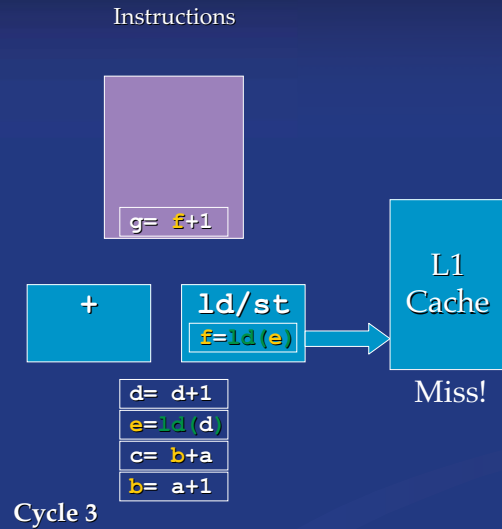 Instructions
g= f+1
+
ld/st
f=ld(e)
L1
Cache
Miss!
d= d+1
e=ld(d)
c= b+a
b= a+1
Cycle 3